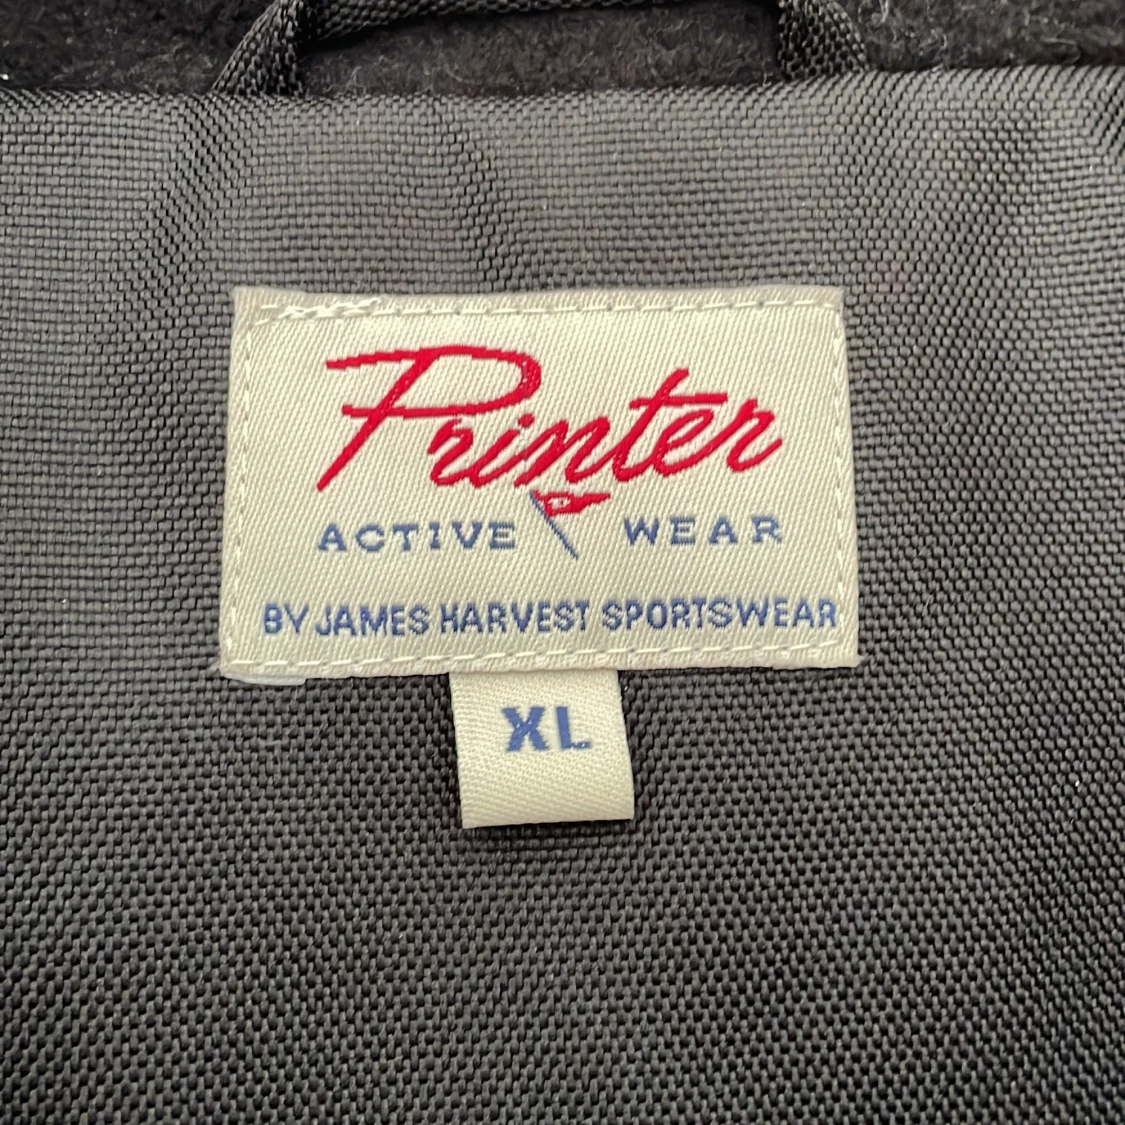 Printer
ACTIVE WEAR
BY JAMES HARVEST SPORTSWEAR
XL